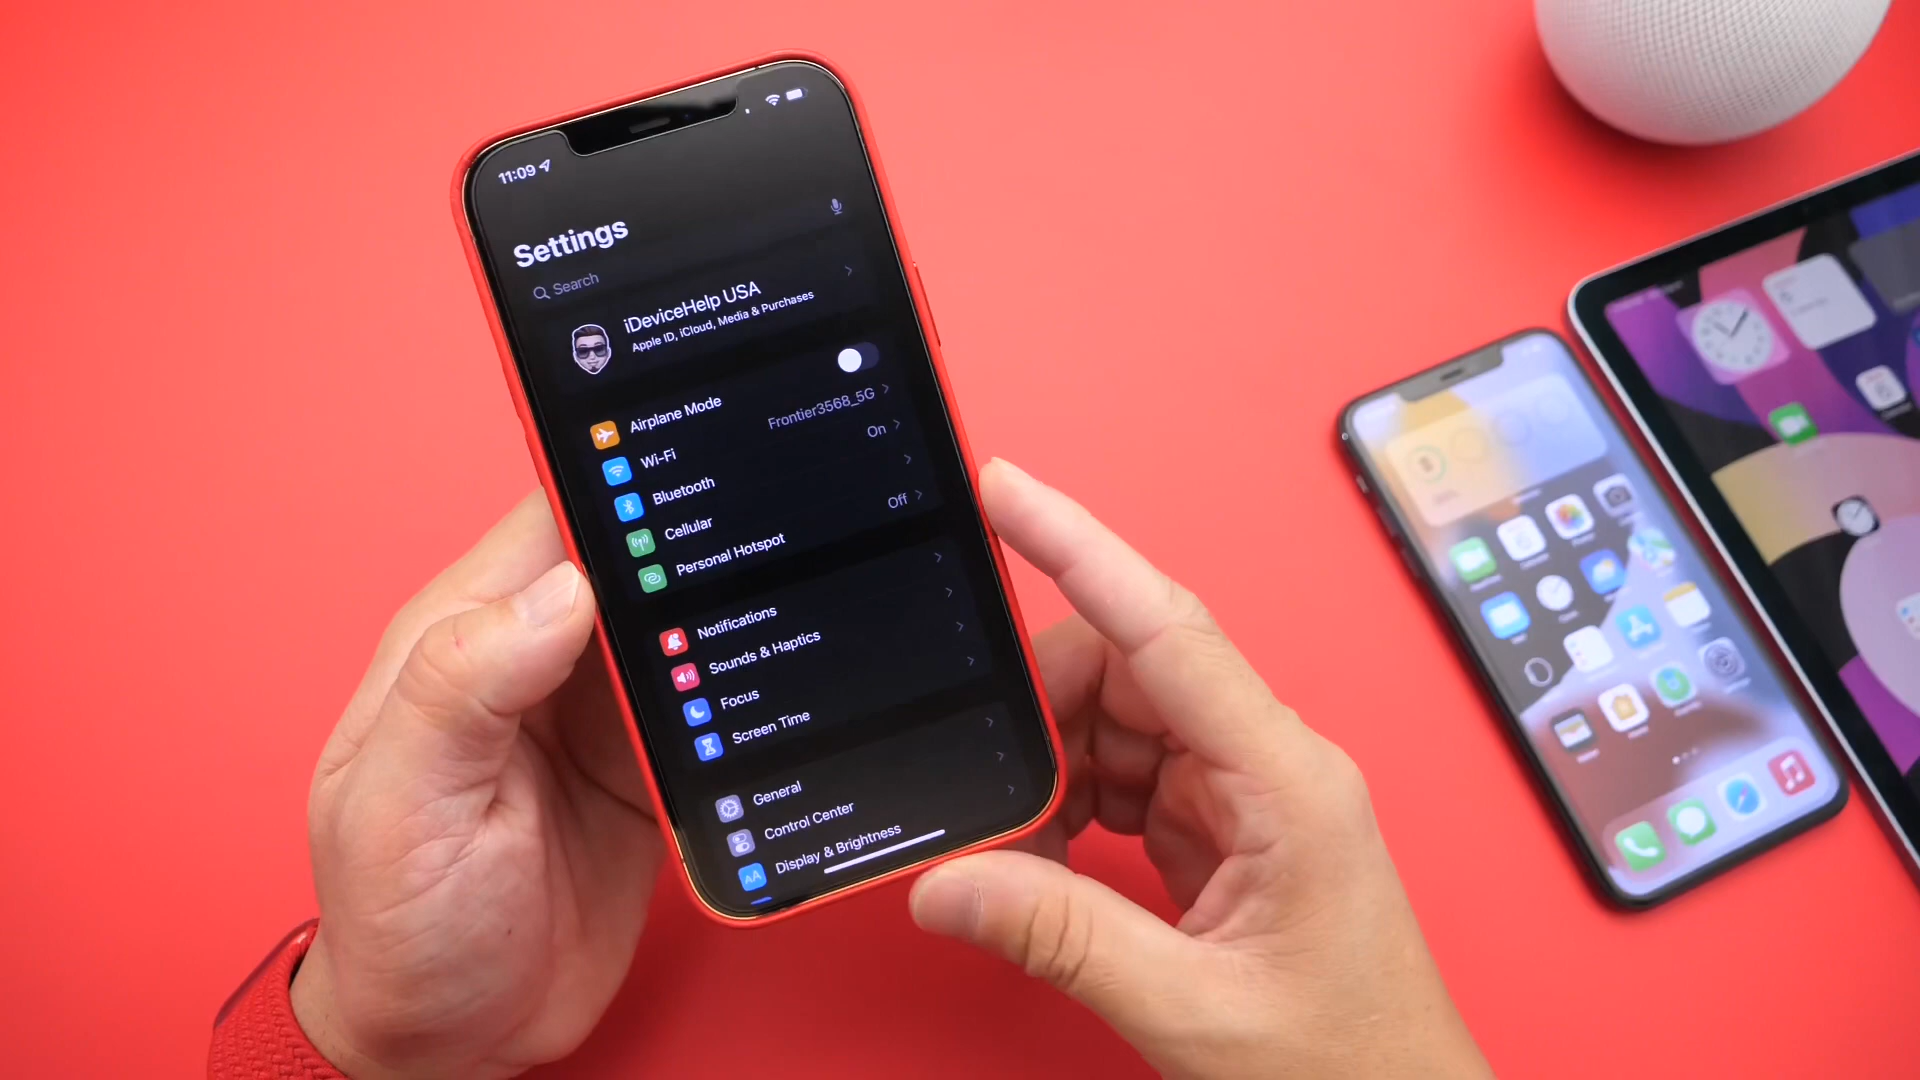 11:09
Settings
Search
iDeviceHelp USA
Apple ID, iCloud, Media & Purchases
Airplane Mode
Wi-Fi Frontier3568_5G
Bluetooth On
Cellular
Personal Hotspot Off
Notifications
Sounds & Haptics
Focus
Screen Time
General
Control Center
Display & Brightness
AA